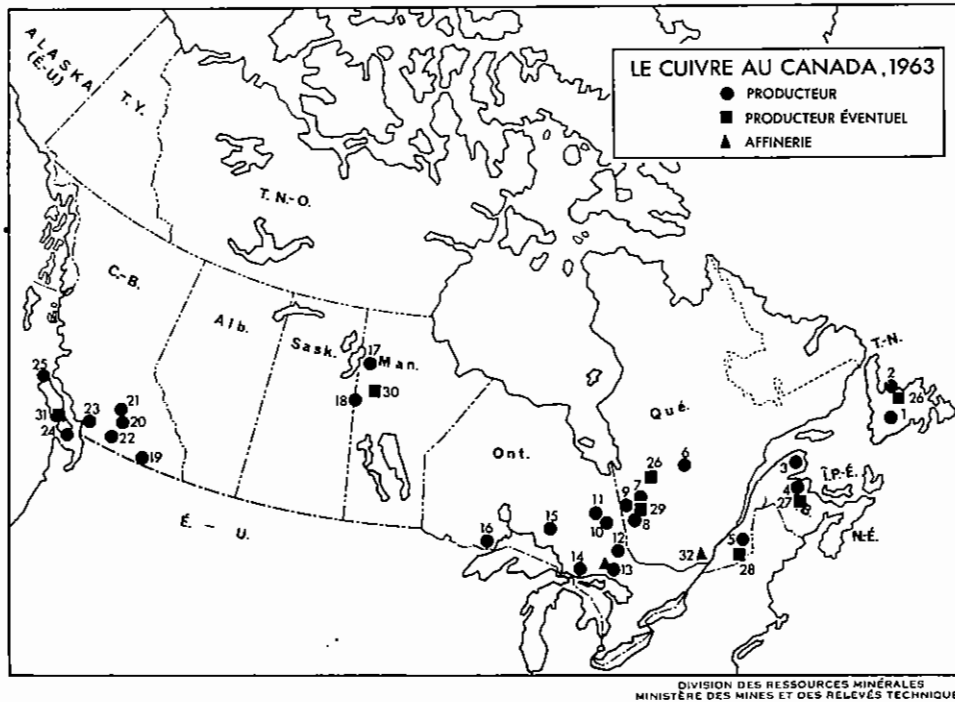 LE CUIVRE AU CANADA, 1963
PRODUCTEUR
PRODUCTEUR ÉVENTUEL
AFFINERIE
ALASKA
(É-U)
T. Y.
T. N.-O.
C.-B.
Alb.
Sask.
Man.
Ont.
Qué.
T.-N.
Î.P.-É.
N.-É.
É. - U.
25
31
24
23
21
20
22
19
17
18
30
16
15
14
11
10
12
13
9
7
29
8
26
6
32
5
28
3
4
27
B.
2
26
1
DIVISION DES RESSOURCES MINÉRALES
MINISTÈRE DES MINES ET DES RELEVÉS TECHNIQUE